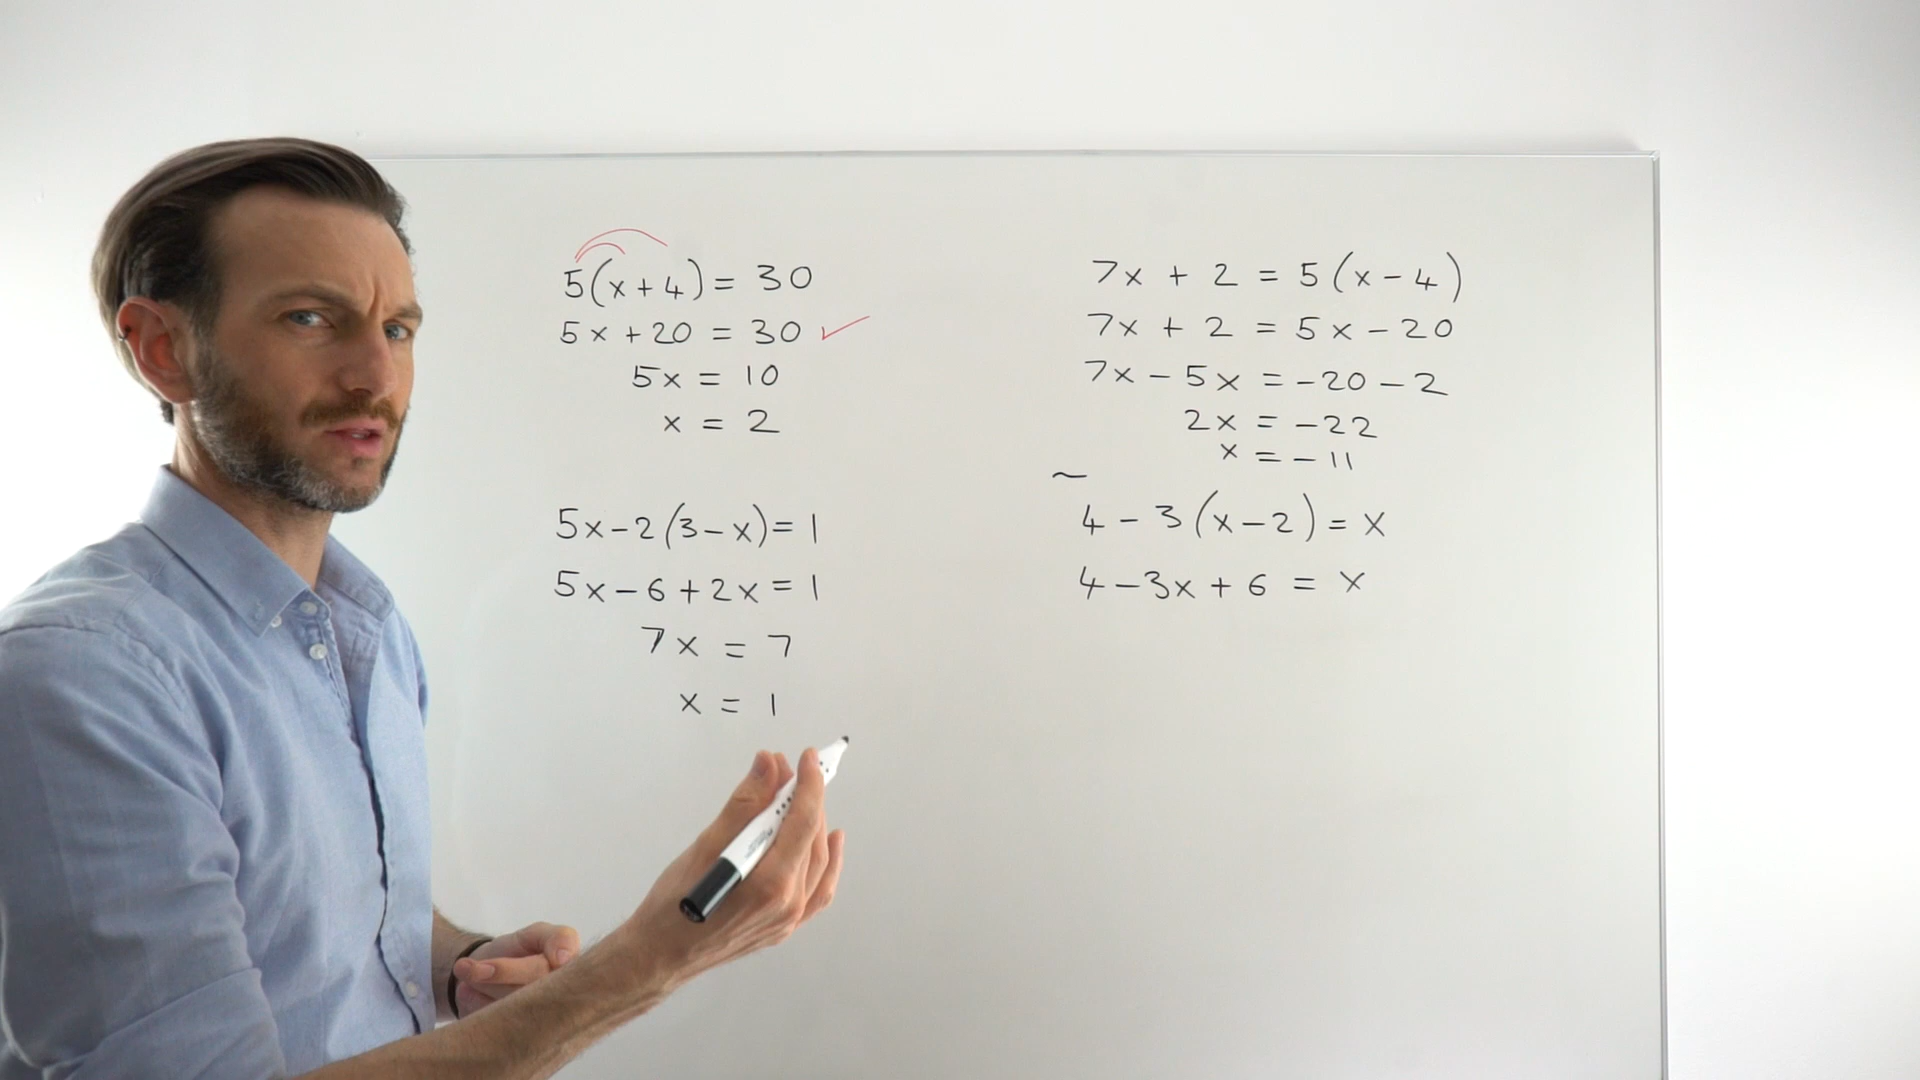 5(x+4) = 30
5x + 20 = 30 ✓
5x = 10
x = 2
5x - 2(3 - x) = 1
5x - 6 + 2x = 1
7x = 7
x = 1
7x + 2 = 5(x - 4)
7x + 2 = 5x - 20
7x - 5x = -20 - 2
2x = -22
x = -11
~
4 - 3(x - 2) = x
4 - 3x + 6 = x